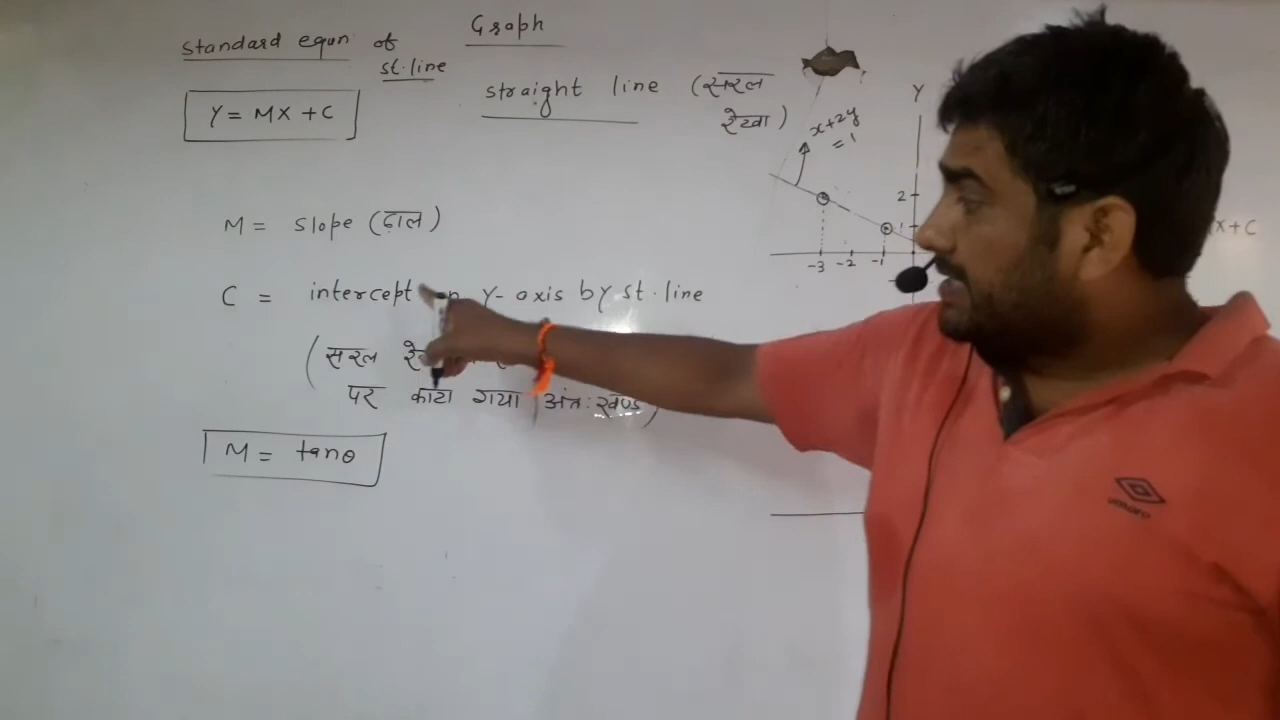 Graph
standard equn of
st.line
Y = MX + C
straight line (सरल
रेखा)
x+2y
= 1
Y
2
1
-3 -2 -1
X + C
M = slope (ढाल)
C = intercept on Y-axis by st.line
(सरल
पर काटा गया अंत:खण्ड)
M = tanθ
umbro